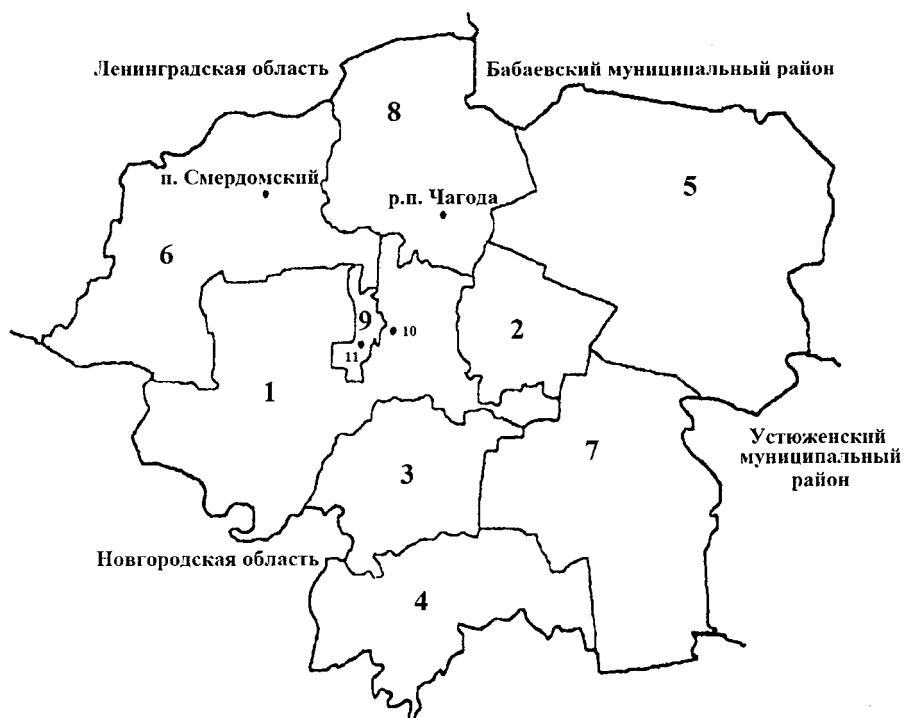 Ленинградская область
Бабаевский муниципальный район
8
п. Смердомский
5
р.п. Чагода
6
9
10
2
11
1
Устюженский
муниципальный
район
7
3
Новгородская область
4